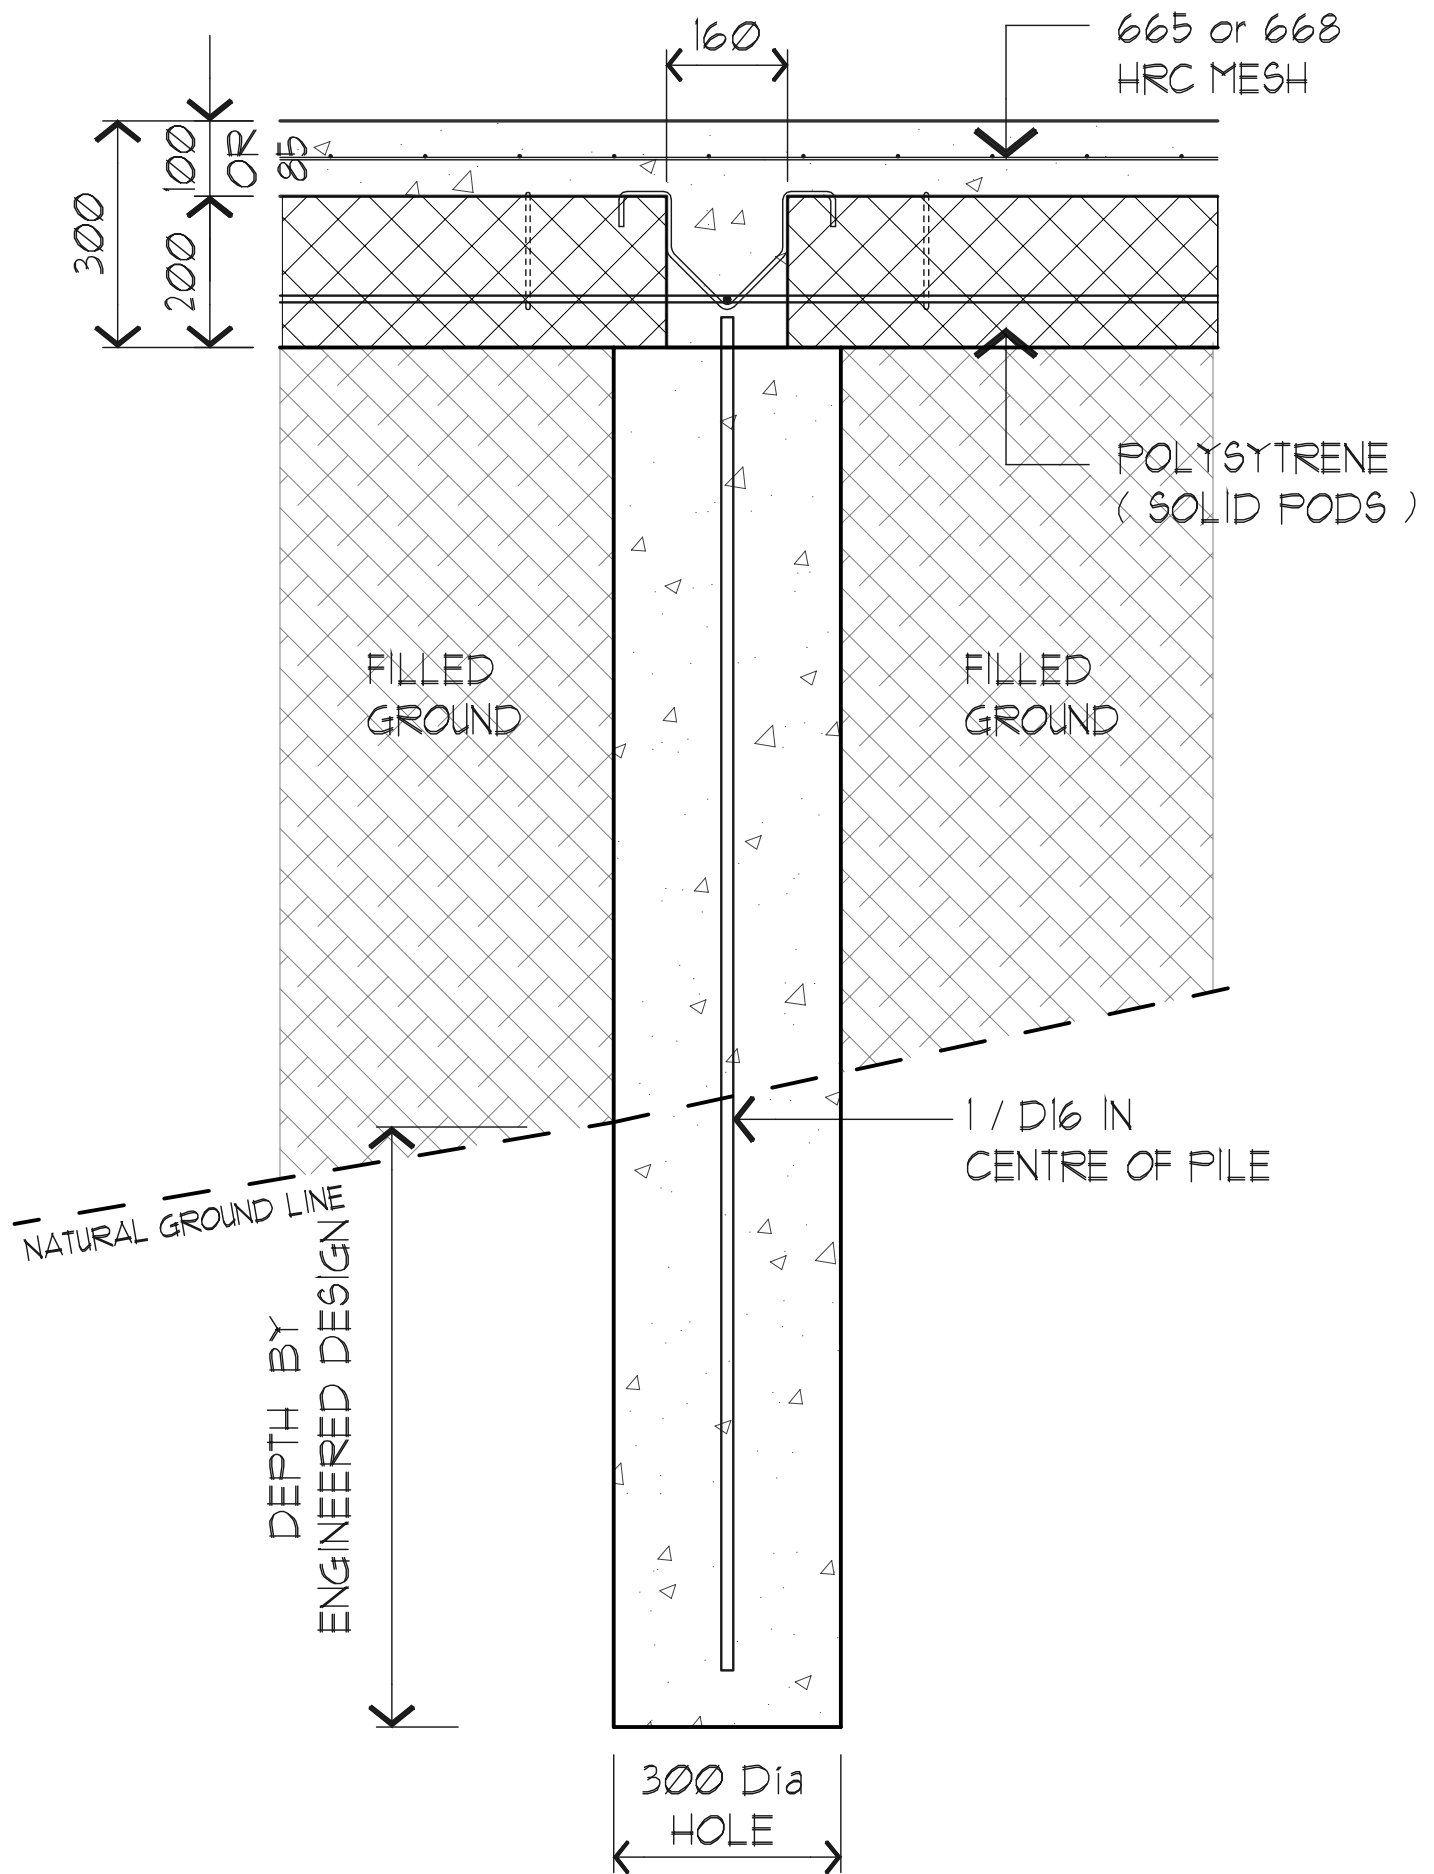 160
665 or 668
HRC MESH
300
100
OR
85
200
POLYSYTRENE
( SOLID PODS )
FILLED
GROUND
FILLED
GROUND
1 / D16 IN
CENTRE OF PILE
NATURAL GROUND LINE
DEPTH BY
ENGINEERED DESIGN
300 Dia
HOLE